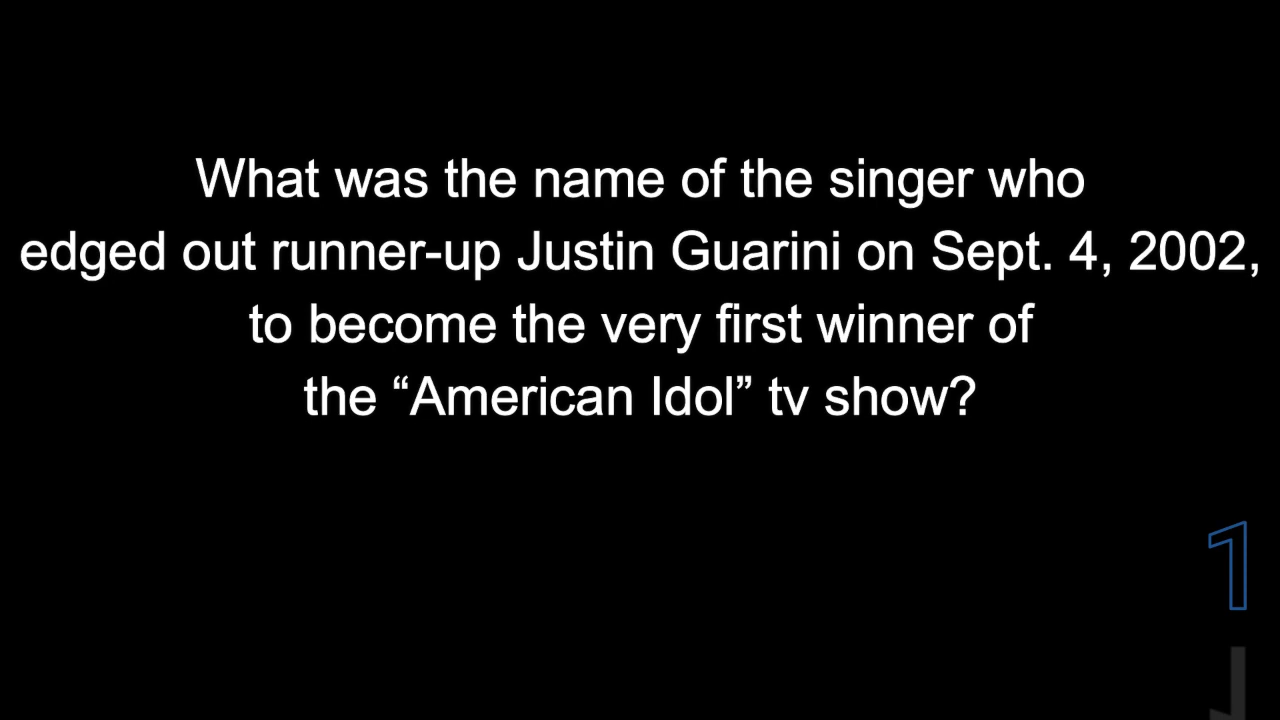 What was the name of the singer who
edged out runner-up Justin Guarini on Sept. 4, 2002,
to become the very first winner of
the “American Idol” tv show?
1